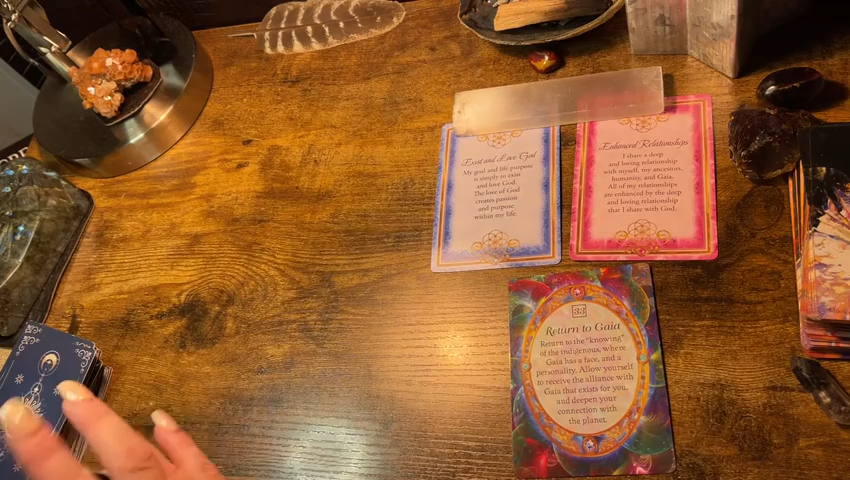 Exist and Love God
My goal and life purpose
is simply to exist
and love God.
The love of God
creates passion
and purpose
within my life.
Enhanced Relationships
I share a deep
and loving relationship
with myself, my ancestors,
humanity, and Gaia.
All of my relationships
are enhanced by the deep
and loving relationship
that I share with God.
33
Return to Gaia
Return to the "knowing"
of the indigenous, where
Gaia has a face, and a
personality. Allow yourself
to receive the alliance with
Gaia that exists for you,
and deepen your
connection with
the planet.